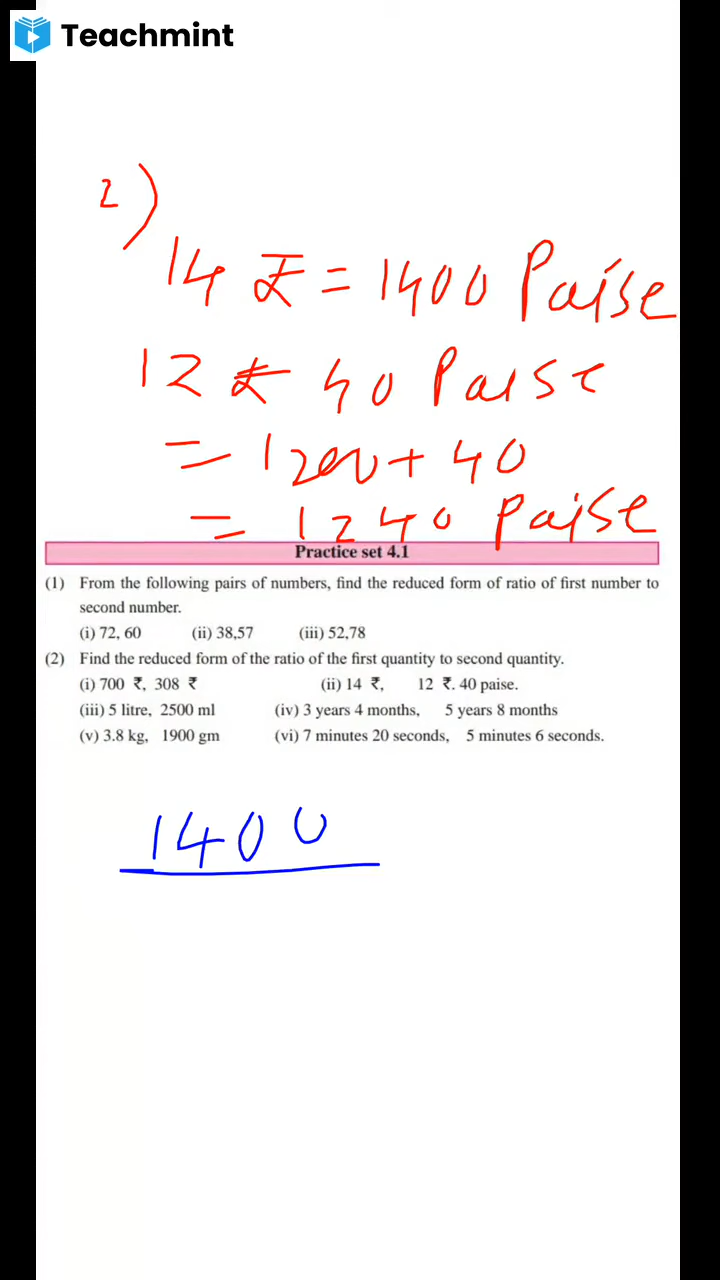 Teachmint
2)
14 ₹ = 1400 Paise
12 ₹ 40 Paise
= 1200 + 40
= 1240 Paise
Practice set 4.1
(1) From the following pairs of numbers, find the reduced form of ratio of first number to
second number.
(i) 72, 60 (ii) 38,57 (iii) 52,78
(2) Find the reduced form of the ratio of the first quantity to second quantity.
(i) 700 ₹, 308 ₹ (ii) 14 ₹, 12 ₹. 40 paise.
(iii) 5 litre, 2500 ml (iv) 3 years 4 months, 5 years 8 months
(v) 3.8 kg, 1900 gm (vi) 7 minutes 20 seconds, 5 minutes 6 seconds.
1400